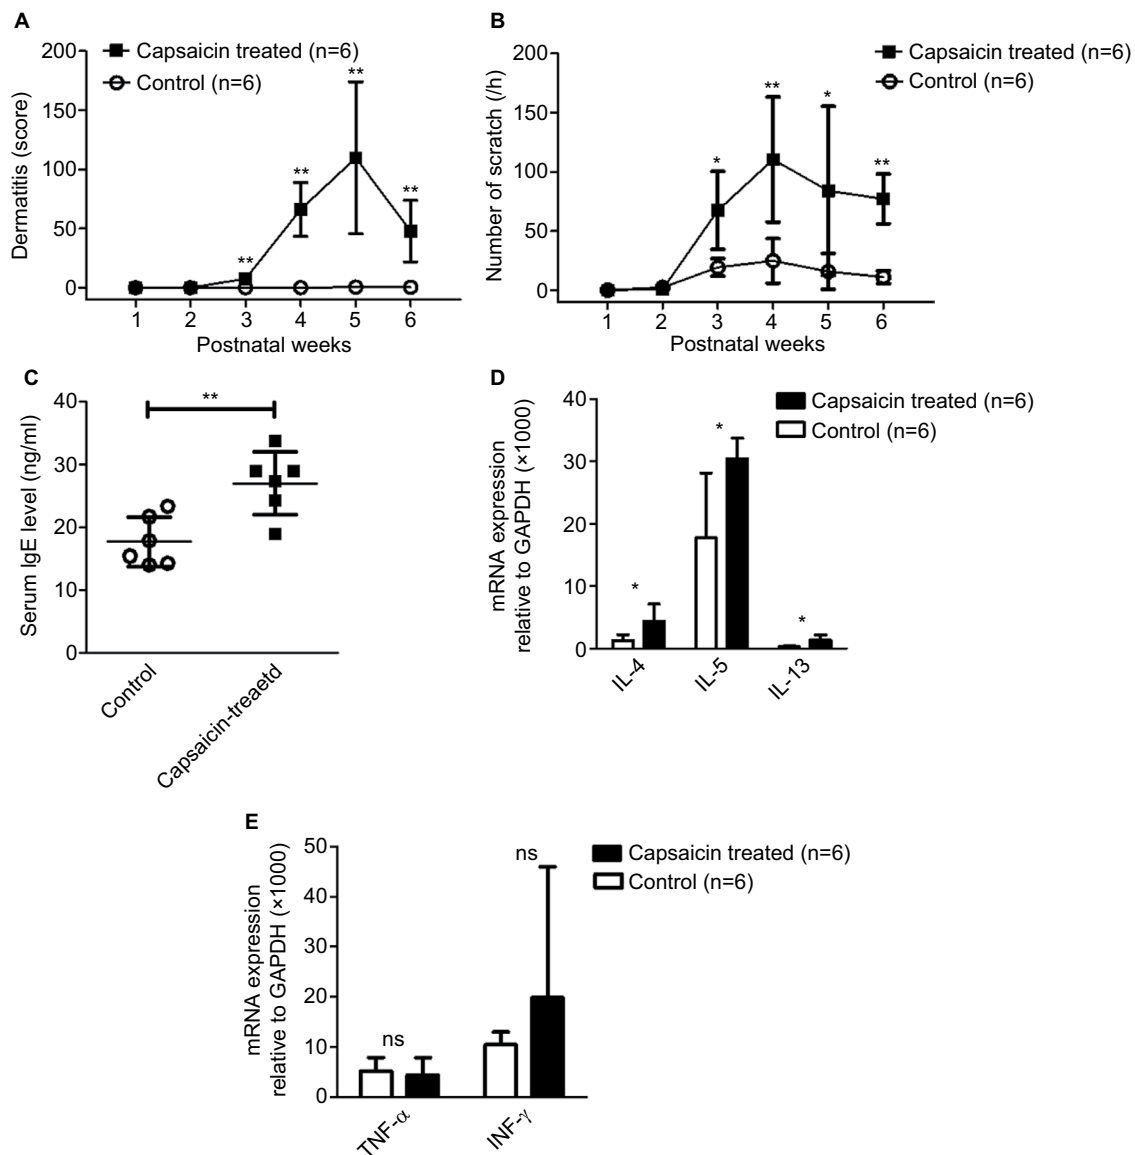 A
Capsaicin treated (n=6)
Control (n=6)
Dermatitis (score)
200
150
100
50
0
**
**
**
**
1 2 3 4 5 6
Postnatal weeks
B
Capsaicin treated (n=6)
Control (n=6)
Number of scratch (/h)
200
150
100
50
0
*
**
*
**
1 2 3 4 5 6
Postnatal weeks
C
Serum IgE level (ng/ml)
40
30
20
10
0
**
Control
Capsaicin-treaetd
D
Capsaicin treated (n=6)
Control (n=6)
mRNA expression
relative to GAPDH (×1000)
40
30
20
10
0
*
*
*
IL-4
IL-5
IL-13
E
Capsaicin treated (n=6)
Control (n=6)
mRNA expression
relative to GAPDH (×1000)
50
40
30
20
10
0
ns
ns
TNF-α
INF-γ